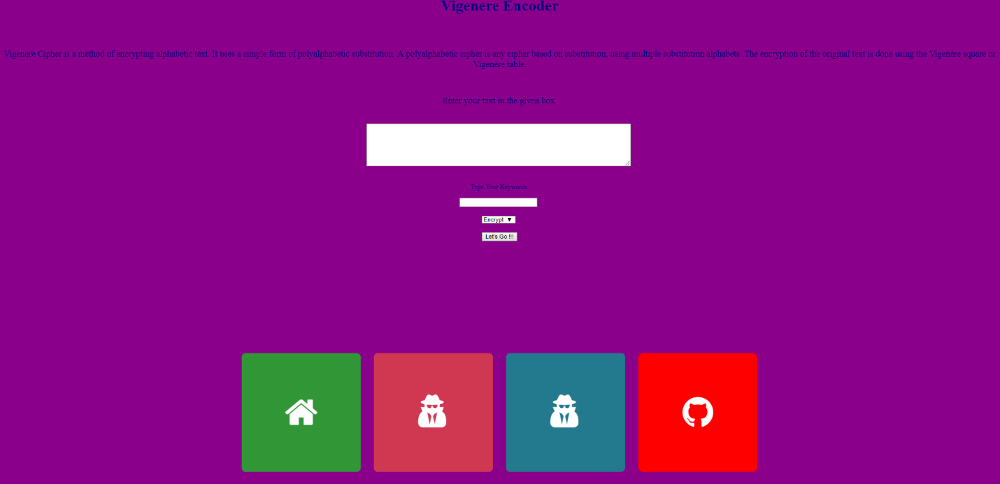 Vigenere Encoder
Vigenere Cipher is a method of encrypting alphabetic text. It uses a simple form of polyalphabetic substitution. A polyalphabetic cipher is any cipher based on substitution, using multiple substitution alphabets .The encryption of the original text is done using the Vigenère square or
Vigenère table.
Enter your text in the given box:
Type Your Keywords.
Encrypt ▼
Let's Go !!!